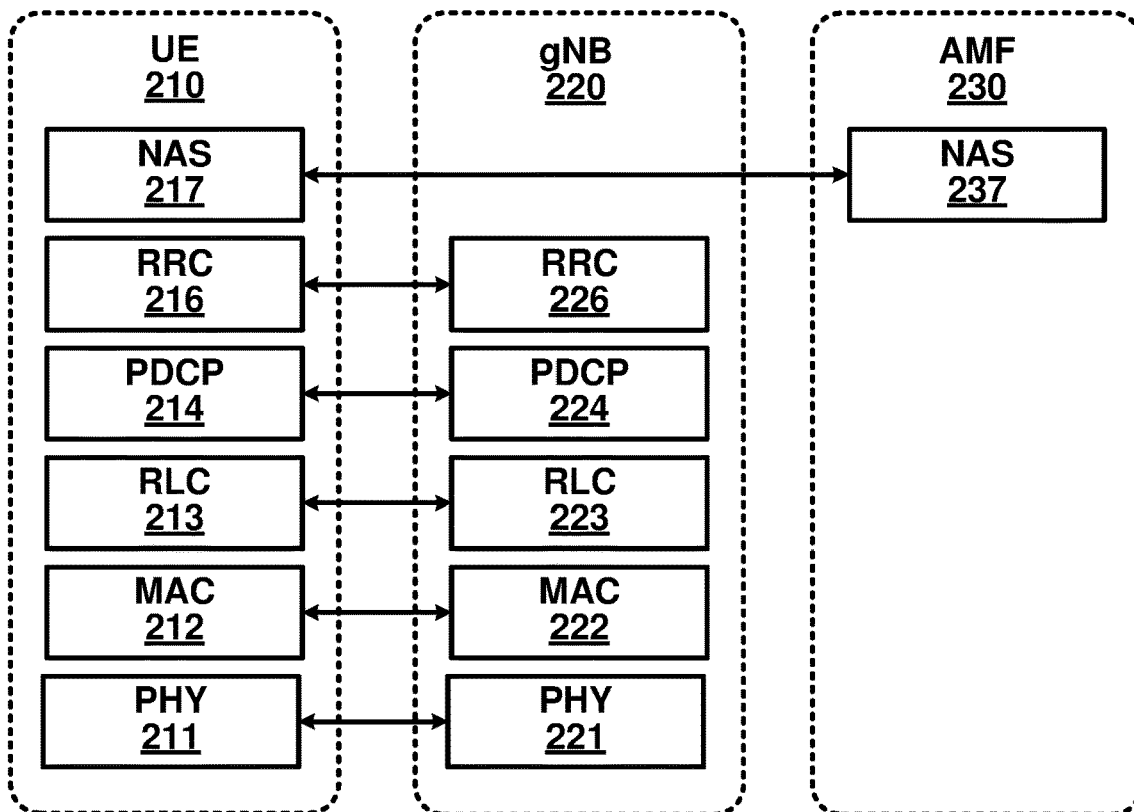 UE
210
gNB
220
AMF
230
NAS
217
NAS
237
RRC
216
RRC
226
PDCP
214
PDCP
224
RLC
213
RLC
223
MAC
212
MAC
222
PHY
211
PHY
221